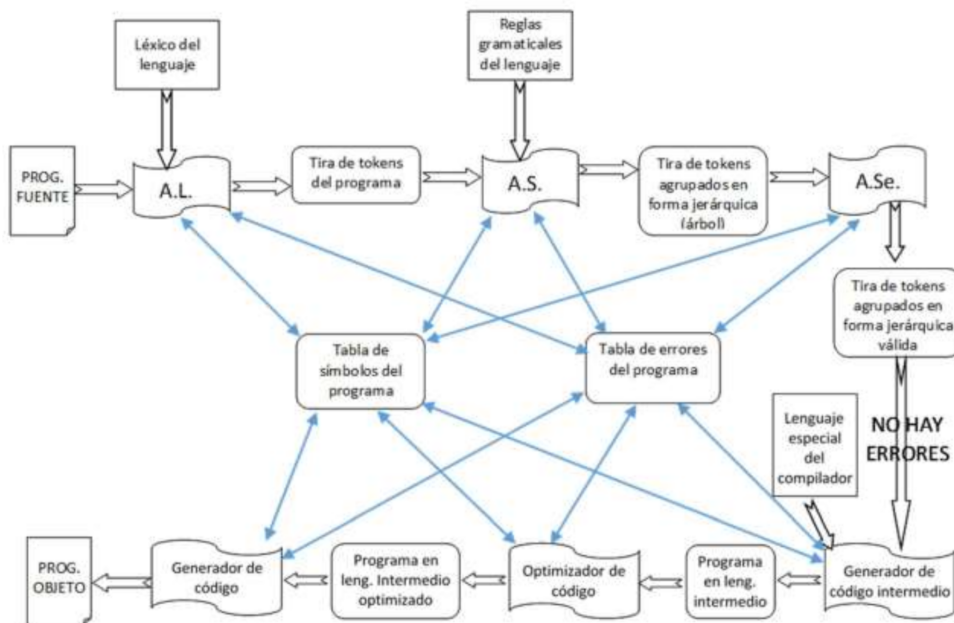 Léxico del
lenguaje
Reglas
gramaticales
del lenguaje
PROG.
FUENTE
A.L.
Tira de tokens
del programa
A.S.
Tira de tokens
agrupados en
forma jerárquica
(árbol)
A.Se.
Tira de tokens
agrupados en
forma jerárquica
válida
Tabla de
símbolos del
programa
Tabla de errores
del programa
Lenguaje
especial
del
compilador
NO HAY
ERRORES
PROG.
OBJETO
Generador de
código
Programa en
leng. Intermedio
optimizado
Optimizador de
código
Programa
en leng.
intermedio
Generador de
código intermedio